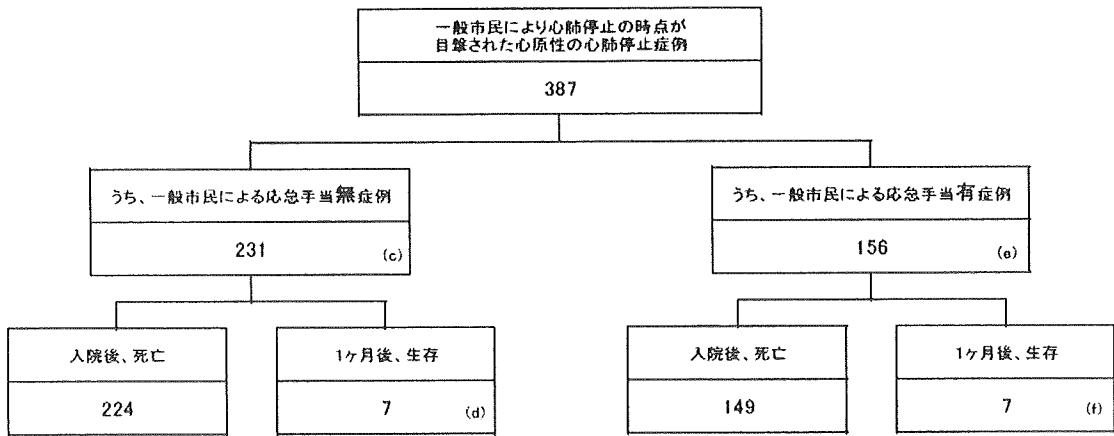 一般市民により心肺停止の時点が
目撃された心原性の心肺停止症例
387
うち、一般市民による応急手当無症例
231 (c)
うち、一般市民による応急手当有症例
156 (e)
入院後、死亡
224
1ヶ月後、生存
7 (d)
入院後、死亡
149
1ヶ月後、生存
7 (f)